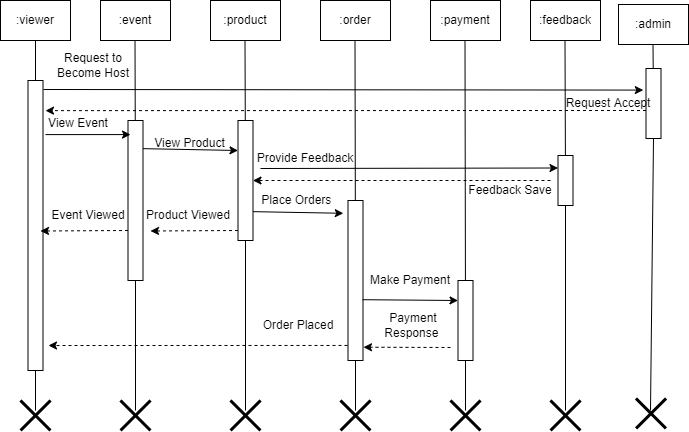 :viewer
:event
:product
:order
:payment
:feedback
:admin
Request to
Become Host
Request Accept
View Event
View Product
Provide Feedback
Feedback Save
Place Orders
Event Viewed
Product Viewed
Make Payment
Payment
Response
Order Placed